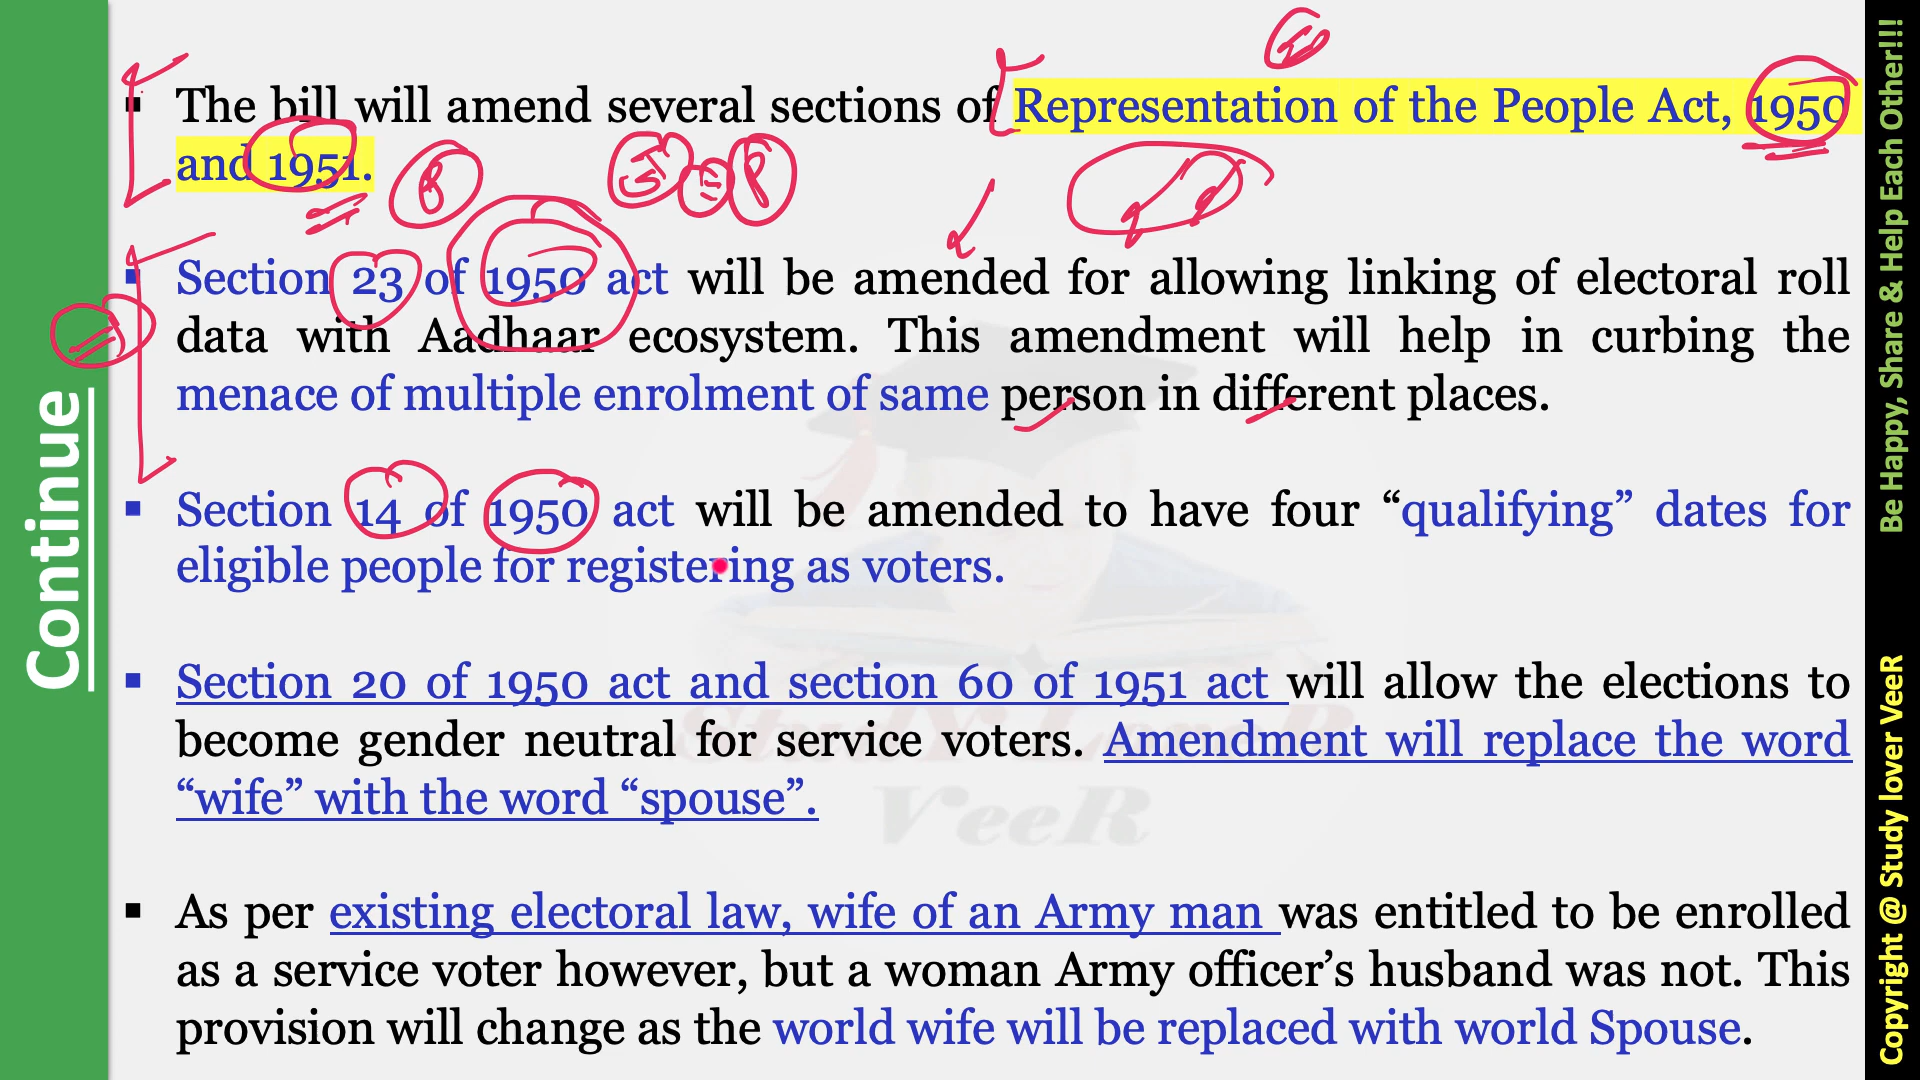 Continue
▪ The bill will amend several sections of Representation of the People Act, 1950
and 1951.
▪ Section 23 of 1950 act will be amended for allowing linking of electoral roll
data with Aadhaar ecosystem. This amendment will help in curbing the
menace of multiple enrolment of same person in different places.
▪ Section 14 of 1950 act will be amended to have four “qualifying” dates for
eligible people for registering as voters.
▪ Section 20 of 1950 act and section 60 of 1951 act will allow the elections to
become gender neutral for service voters. Amendment will replace the word
“wife” with the word “spouse”.
▪ As per existing electoral law, wife of an Army man was entitled to be enrolled
as a service voter however, but a woman Army officer’s husband was not. This
provision will change as the world wife will be replaced with world Spouse.
Be Happy, Share & Help Each Other!!!
Copyright @ Study lover VeeR
VeeR